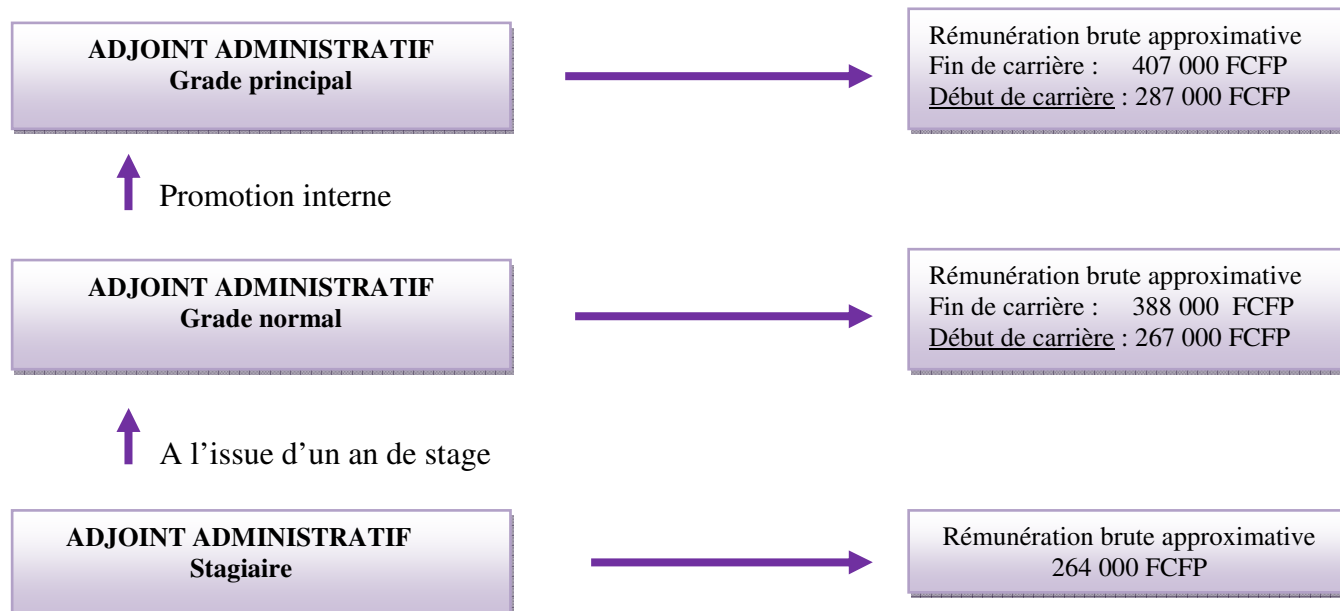 ADJOINT ADMINISTRATIF
Grade principal
Rémunération brute approximative
Fin de carrière : 407 000 FCFP
Début de carrière : 287 000 FCFP
Promotion interne
ADJOINT ADMINISTRATIF
Grade normal
Rémunération brute approximative
Fin de carrière : 388 000 FCFP
Début de carrière : 267 000 FCFP
A l’issue d’un an de stage
ADJOINT ADMINISTRATIF
Stagiaire
Rémunération brute approximative
264 000 FCFP